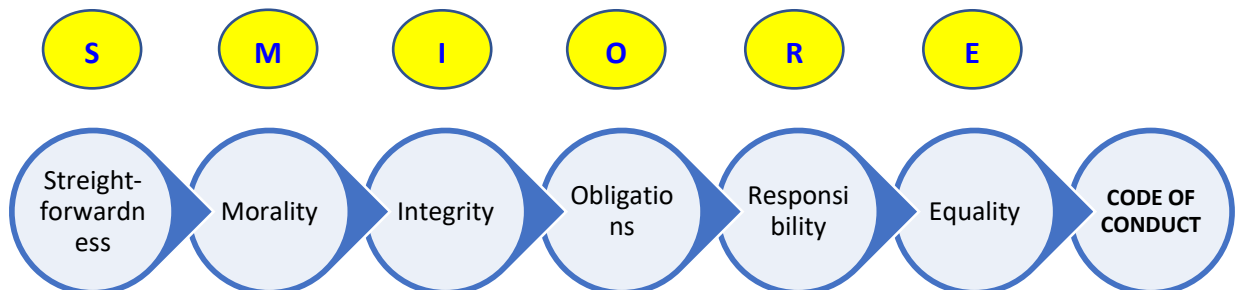 S M I O R E
Streight-
forwardn
ess
Morality
Integrity
Obligatio
ns
Responsi
bility
Equality
CODE OF
CONDUCT